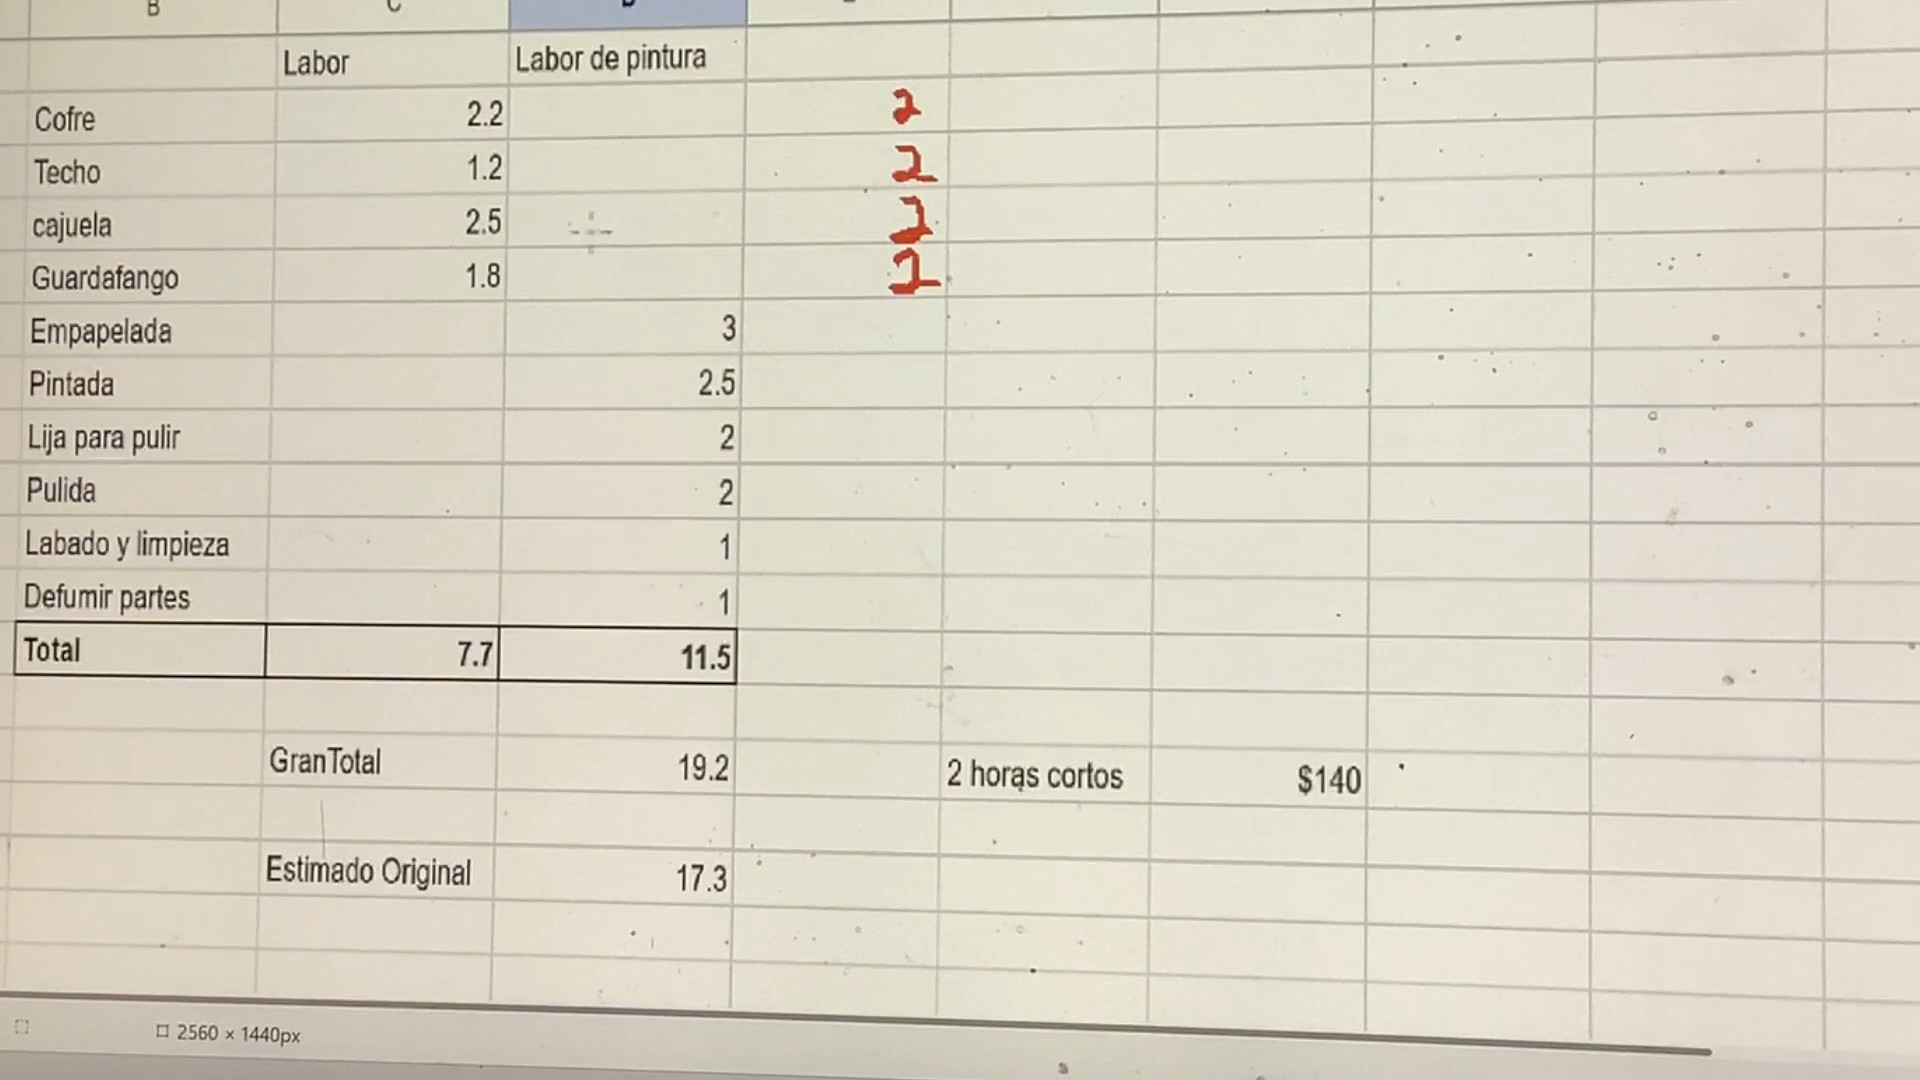 B C D
Labor Labor de pintura
Cofre 2.2 2
Techo 1.2 2
cajuela 2.5 2
Guardafango 1.8 2
Empapelada 3
Pintada 2.5
Lija para pulir 2
Pulida 2
Labado y limpieza 1
Defumir partes 1
Total 7.7 11.5
GranTotal 19.2 2 horas cortos $140
Estimado Original 17.3
2560 × 1440px